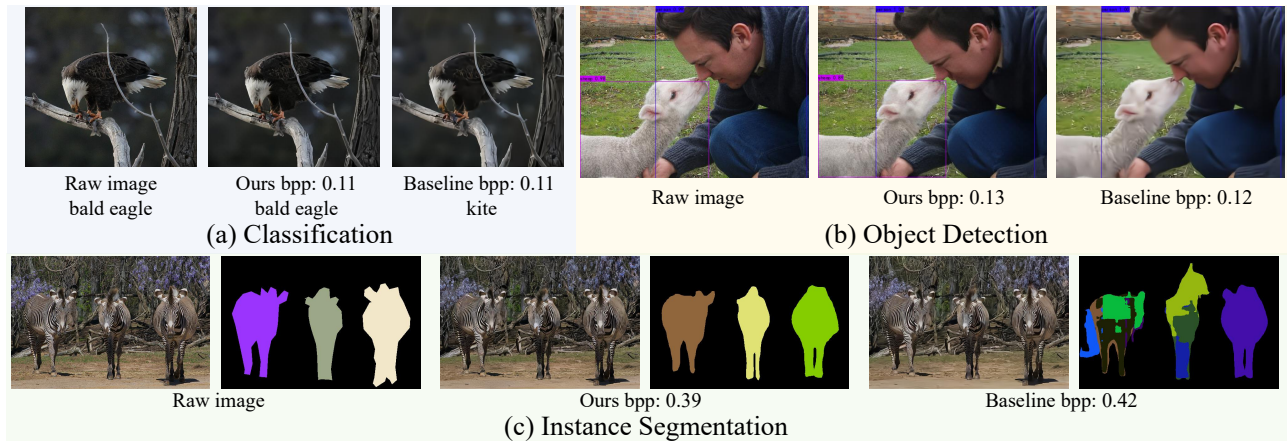 Raw image
bald eagle
Ours bpp: 0.11
bald eagle
Baseline bpp: 0.11
kite
(a) Classification
Raw image
Ours bpp: 0.13
Baseline bpp: 0.12
(b) Object Detection
Raw image
Ours bpp: 0.39
Baseline bpp: 0.42
(c) Instance Segmentation